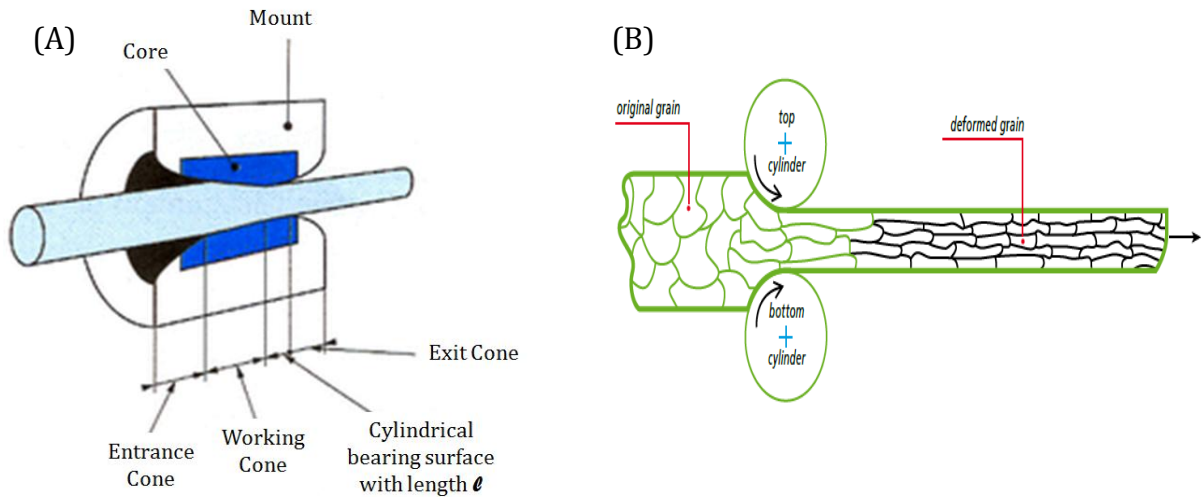 (A)
Mount
Core
Exit Cone
Entrance
Cone
Working
Cone
Cylindrical
bearing surface
with length ℓ
(B)
original grain
top
cylinder
deformed grain
bottom
cylinder